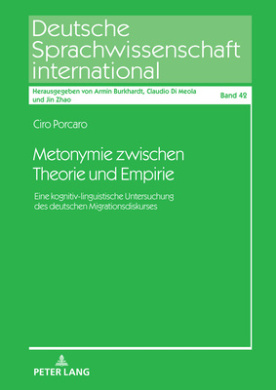 Deutsche
Sprachwissenschaft
international
Herausgegeben von Armin Burkhardt, Claudio Di Meola
und Jin Zhao
Band 42
Ciro Porcaro
Metonymie zwischen
Theorie und Empirie
Eine kognitiv-linguistische Untersuchung
des deutschen Migrationsdiskurses
PETER LANG